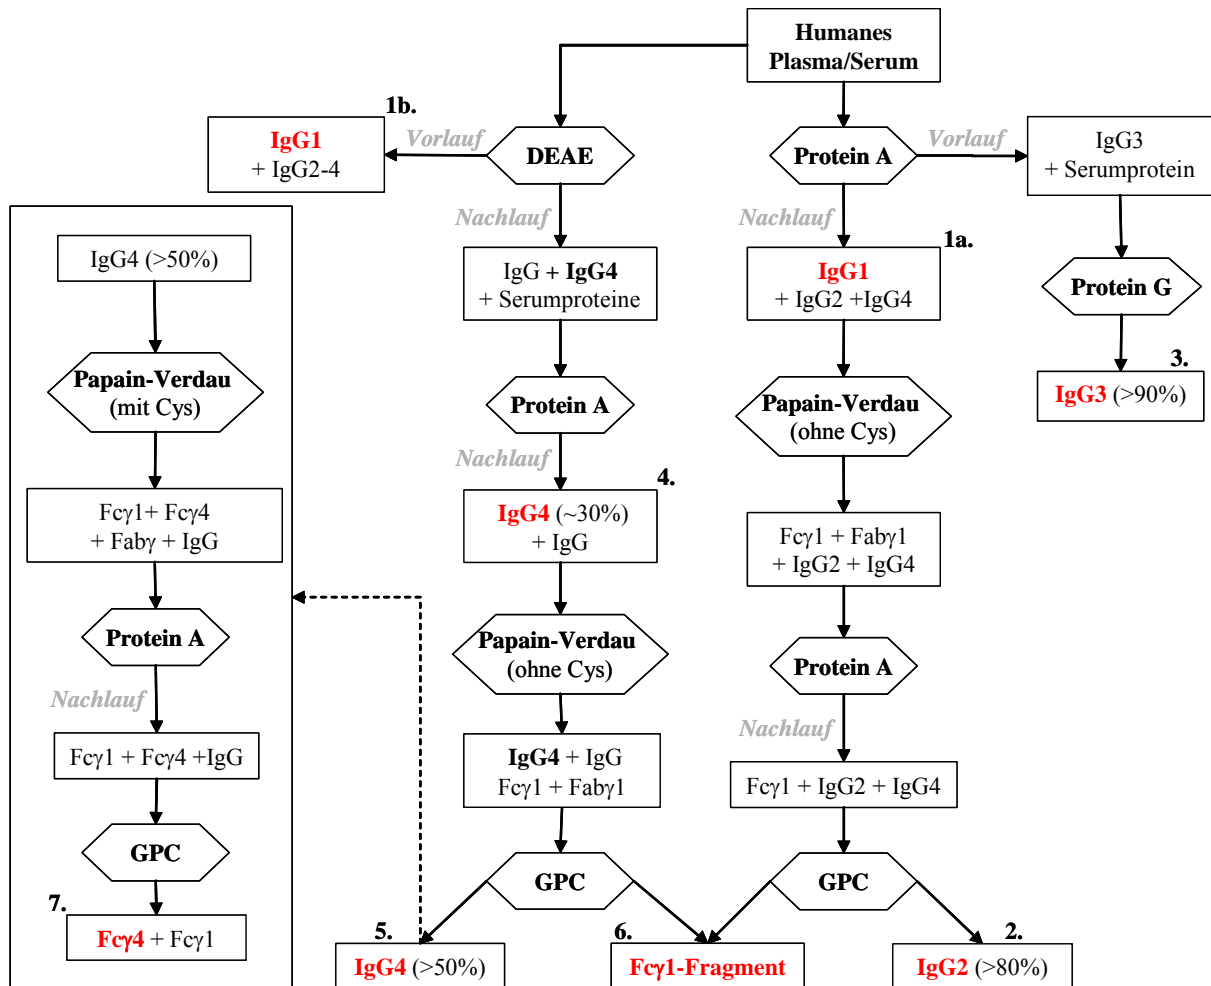 Humanes
Plasma/Serum
1b.
IgG1
+ IgG2-4
Vorlauf
DEAE
Protein A
Vorlauf
IgG3
+ Serumprotein
Nachlauf
Nachlauf
1a.
IgG4 (>50%)
IgG + IgG4
+ Serumproteine
IgG1
+ IgG2 +IgG4
Protein G
Papain-Verdau
(mit Cys)
Protein A
Papain-Verdau
(ohne Cys)
3.
IgG3 (>90%)
Nachlauf
4.
Fcγ1+ Fcγ4
+ Fabγ + IgG
IgG4 (~30%)
+ IgG
Fcγ1 + Fabγ1
+ IgG2 + IgG4
Protein A
Papain-Verdau
(ohne Cys)
Protein A
Nachlauf
Nachlauf
Fcγ1 + Fcγ4 +IgG
IgG4 + IgG
Fcγ1 + Fabγ1
Fcγ1 + IgG2 + IgG4
GPC
GPC
GPC
7.
Fcγ4 + Fcγ1
5.
IgG4 (>50%)
6.
Fcγ1-Fragment
2.
IgG2 (>80%)